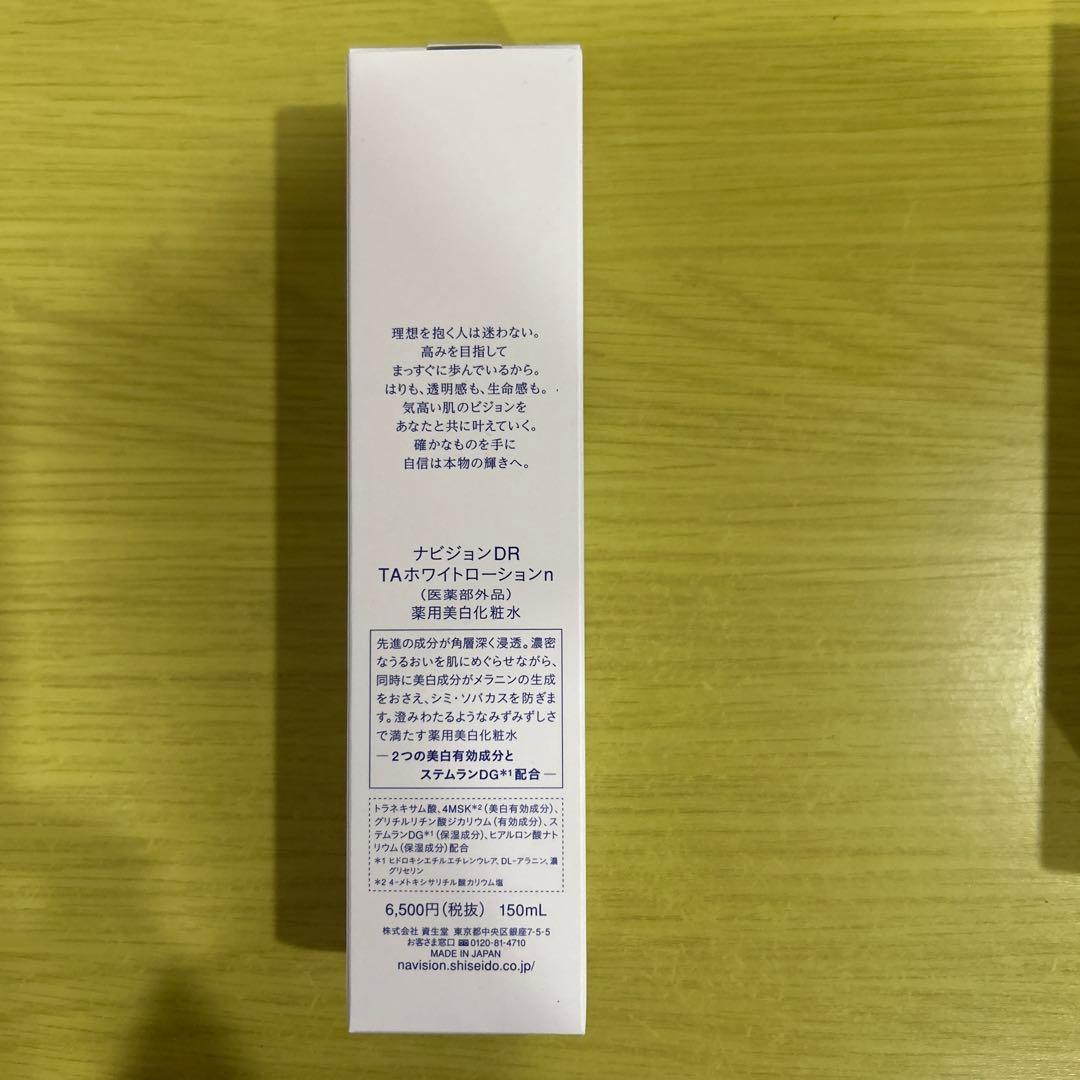 理想を抱く人は迷わない。
高みを目指して
まっすぐに歩んでいるから。
はりも、透明感も、生命感も。
気高い肌のビジョンを
あなたと共に叶えていく。
確かなものを手に
自信は本物の輝きへ。
ナビジョンDR
TAホワイトローションn
（医薬部外品）
薬用美白化粧水
先進の成分が角層深く浸透。濃密
なうるおいを肌にめぐらせながら、
同時に美白成分がメラニンの生成
をおさえ、シミ・ソバカスを防ぎま
す。澄みわたるようなみずみずしさ
で満たす薬用美白化粧水
―2つの美白有効成分と
ステムランDG*1配合―
トラネキサム酸、4MSK*2（美白有効成分）、
グリチルリチン酸ジカリウム（有効成分）、ス
テムランDG*1（保湿成分）、ヒアルロン酸ナト
リウム（保湿成分）配合
*1 ヒドロキシエチルエチレンウレア、DL-アラニン、濃
グリセリン
*2 4-メトキシサリチル酸カリウム塩
6,500円（税抜） 150mL
株式会社 資生堂 東京都中央区銀座7-5-5
お客さま窓口 0120-81-4710
MADE IN JAPAN
navision.shiseido.co.jp/